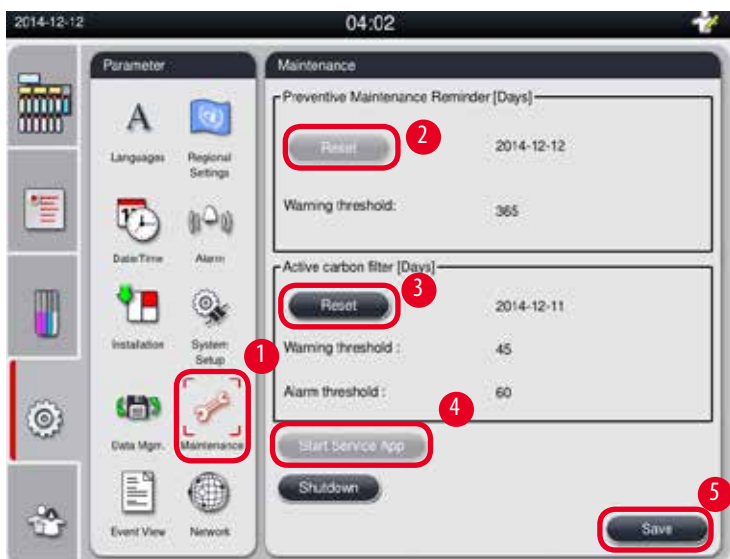 2014-12-12
04:02
Parameter
A
Languages
Regional Settings
Date/Time
Alarm
Installation
System Setup
Data Mgm.
Maintenance
Event View
Network
1
Maintenance
Preventive Maintenance Reminder [Days]
Reset
2
2014-12-12
Warning threshold:
365
Active carbon filter [Days]
Reset
3
2014-12-11
Warning threshold :
45
Alarm threshold :
60
4
Start Service App
Shutdown
5
Save